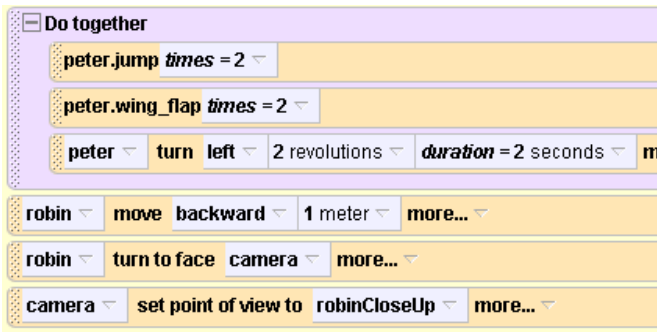 Do together
peter.jump times = 2
peter.wing_flap times = 2
peter turn left 2 revolutions duration = 2 seconds
robin move backward 1 meter more...
robin turn to face camera more...
camera set point of view to robinCloseUp more...